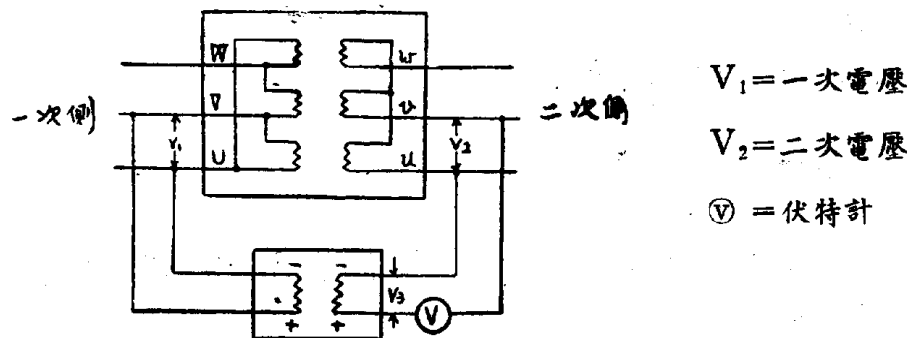 W
w
V₁=一次電壓
一次側
V
v
二次側
V₁
V₂
V₂=二次電壓
U
u
Ⓥ =伏特計
- -
V₃
V
+ +